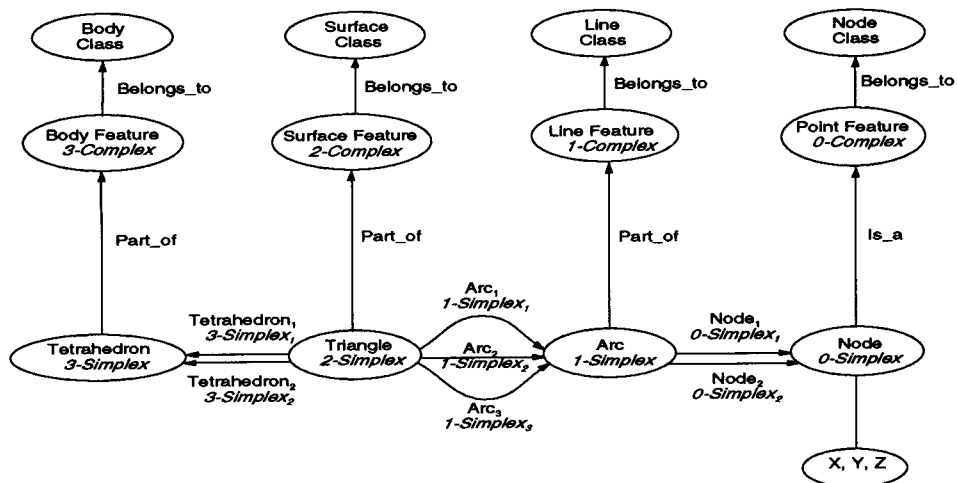 Body
Class
Surface
Class
Line
Class
Node
Class
Belongs_to
Belongs_to
Belongs_to
Belongs_to
Body Feature
3-Complex
Surface Feature
2-Complex
Line Feature
1-Complex
Point Feature
0-Complex
Part_of
Part_of
Part_of
Is_a
Tetrahedron
3-Simplex
Tetrahedron₁
3-Simplex₁
Tetrahedron₂
3-Simplex₂
Triangle
2-Simplex
Arc₁
1-Simplex₁
Arc₂
1-Simplex₂
Arc₃
1-Simplex₃
Arc
1-Simplex
Node₁
0-Simplex₁
Node₂
0-Simplex₂
Node
0-Simplex
X, Y, Z